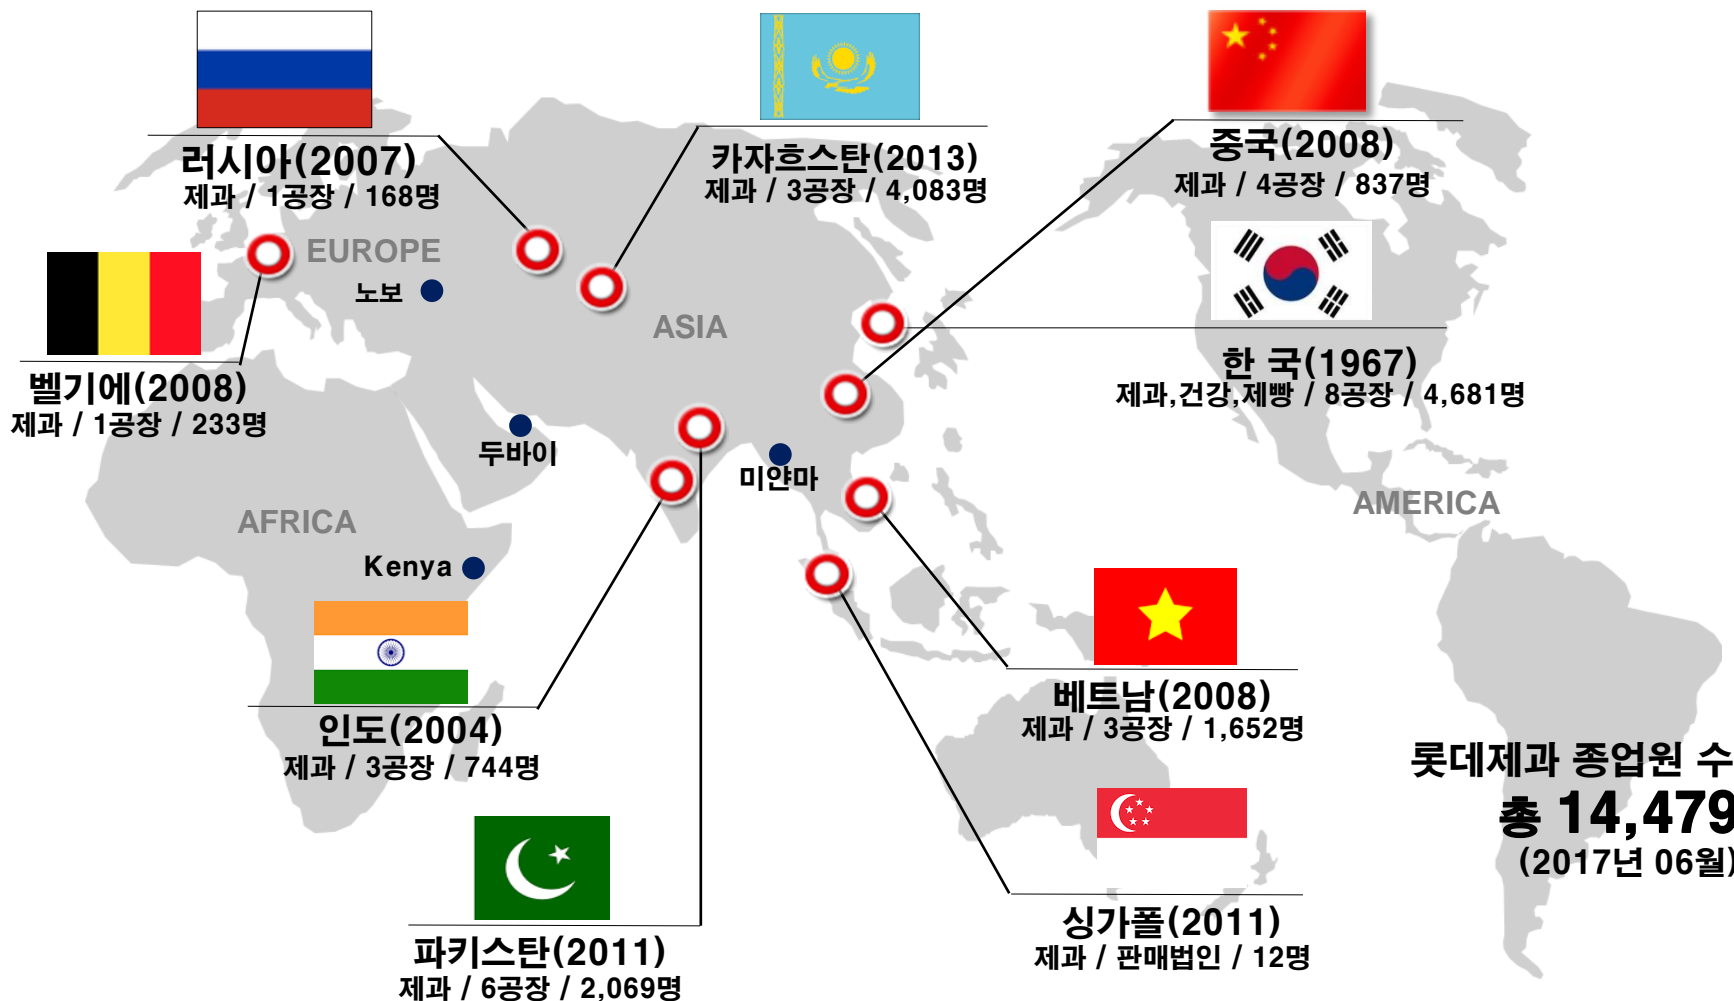 러시아(2007)
제과 / 1공장 / 168명
카자흐스탄(2013)
제과 / 3공장 / 4,083명
중국(2008)
제과 / 4공장 / 837명
EUROPE
노보
ASIA
벨기에(2008)
제과 / 1공장 / 233명
한 국(1967)
제과,건강,제빵 / 8공장 / 4,681명
두바이
미얀마
AFRICA
AMERICA
Kenya
인도(2004)
제과 / 3공장 / 744명
베트남(2008)
제과 / 3공장 / 1,652명
롯데제과 종업원 수
총 14,479
(2017년 06월)
파키스탄(2011)
제과 / 6공장 / 2,069명
싱가폴(2011)
제과 / 판매법인 / 12명